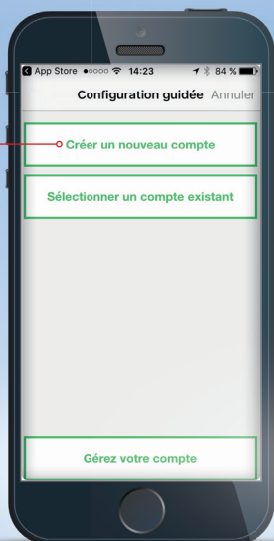 App Store 14:23 84 %
Configuration guidée Annuler
Créer un nouveau compte
Sélectionner un compte existant
Gérez votre compte